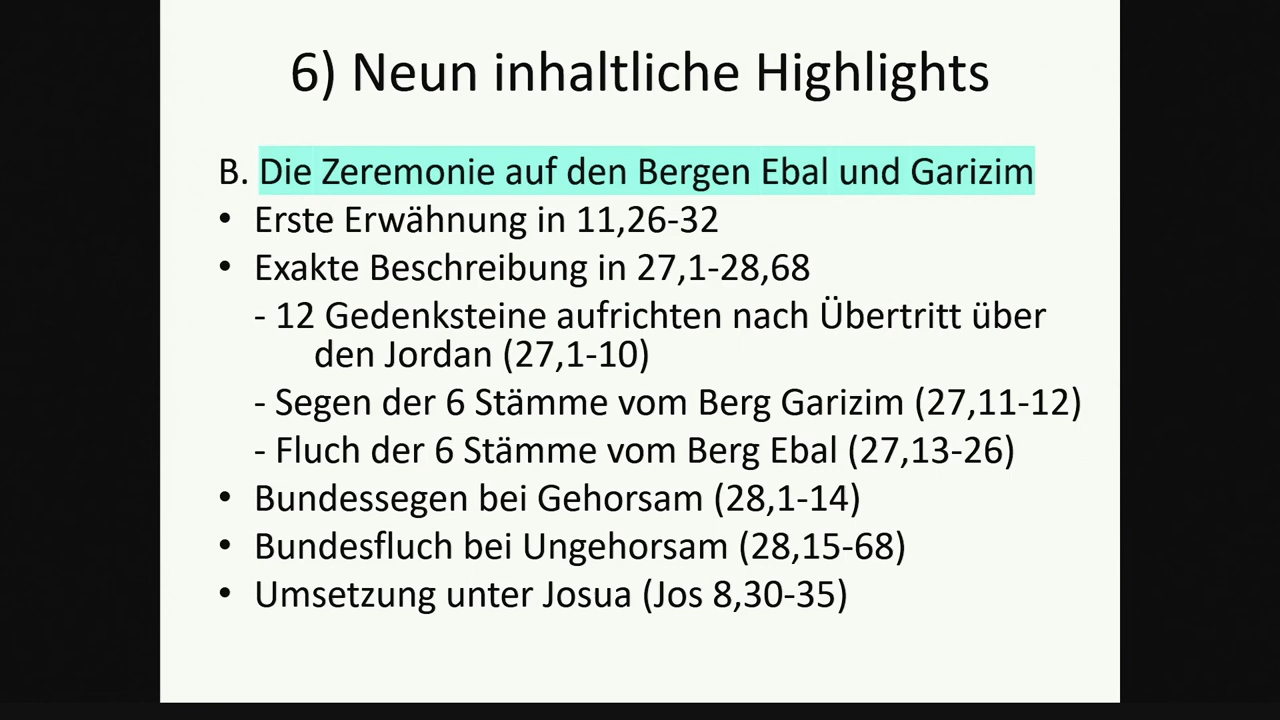 6) Neun inhaltliche Highlights
B. Die Zeremonie auf den Bergen Ebal und Garizim
• Erste Erwähnung in 11,26-32
• Exakte Beschreibung in 27,1-28,68
- 12 Gedenksteine aufrichten nach Übertritt über
den Jordan (27,1-10)
- Segen der 6 Stämme vom Berg Garizim (27,11-12)
- Fluch der 6 Stämme vom Berg Ebal (27,13-26)
• Bundessegen bei Gehorsam (28,1-14)
• Bundesfluch bei Ungehorsam (28,15-68)
• Umsetzung unter Josua (Jos 8,30-35)